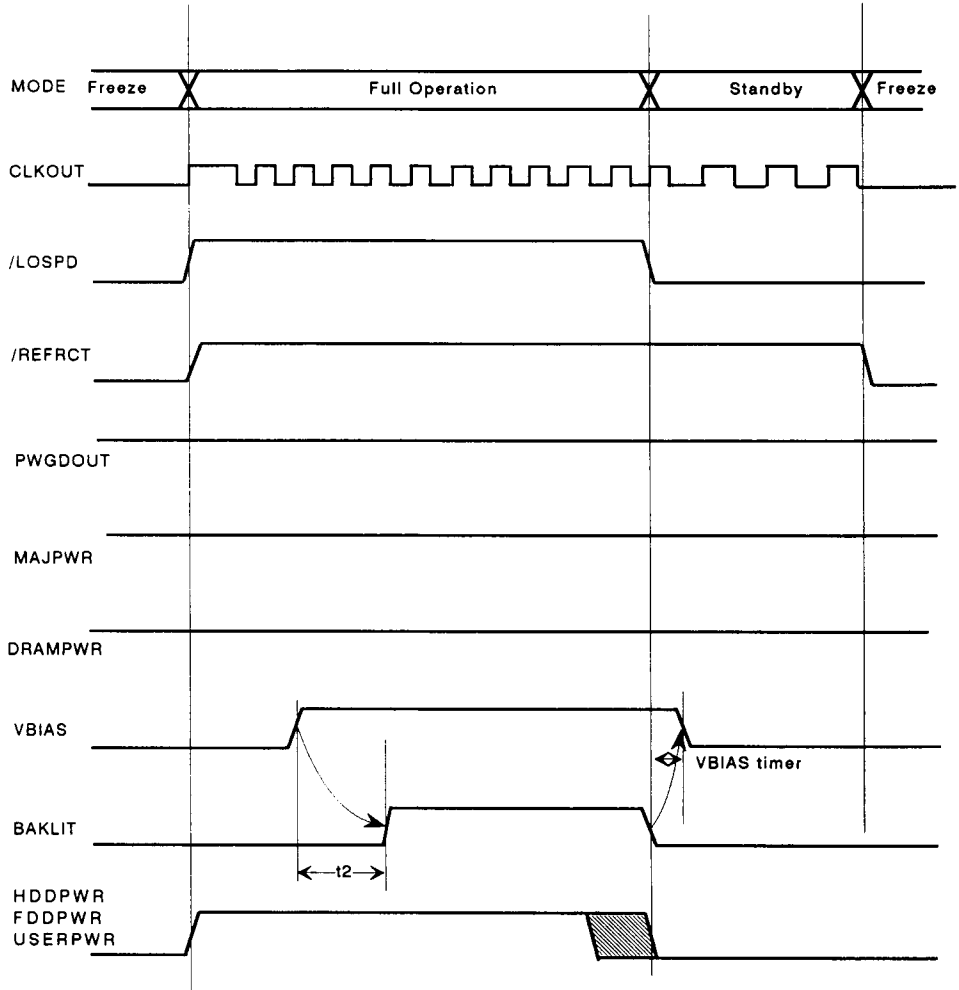 MODE Freeze Full Operation Standby Freeze
CLKOUT
/LOSPD
/REFRCT
PWGDOUT
MAJPWR
DRAMPWR
VBIAS
VBIAS timer
BAKLIT
t2
HDDPWR
FDDPWR
USERPWR